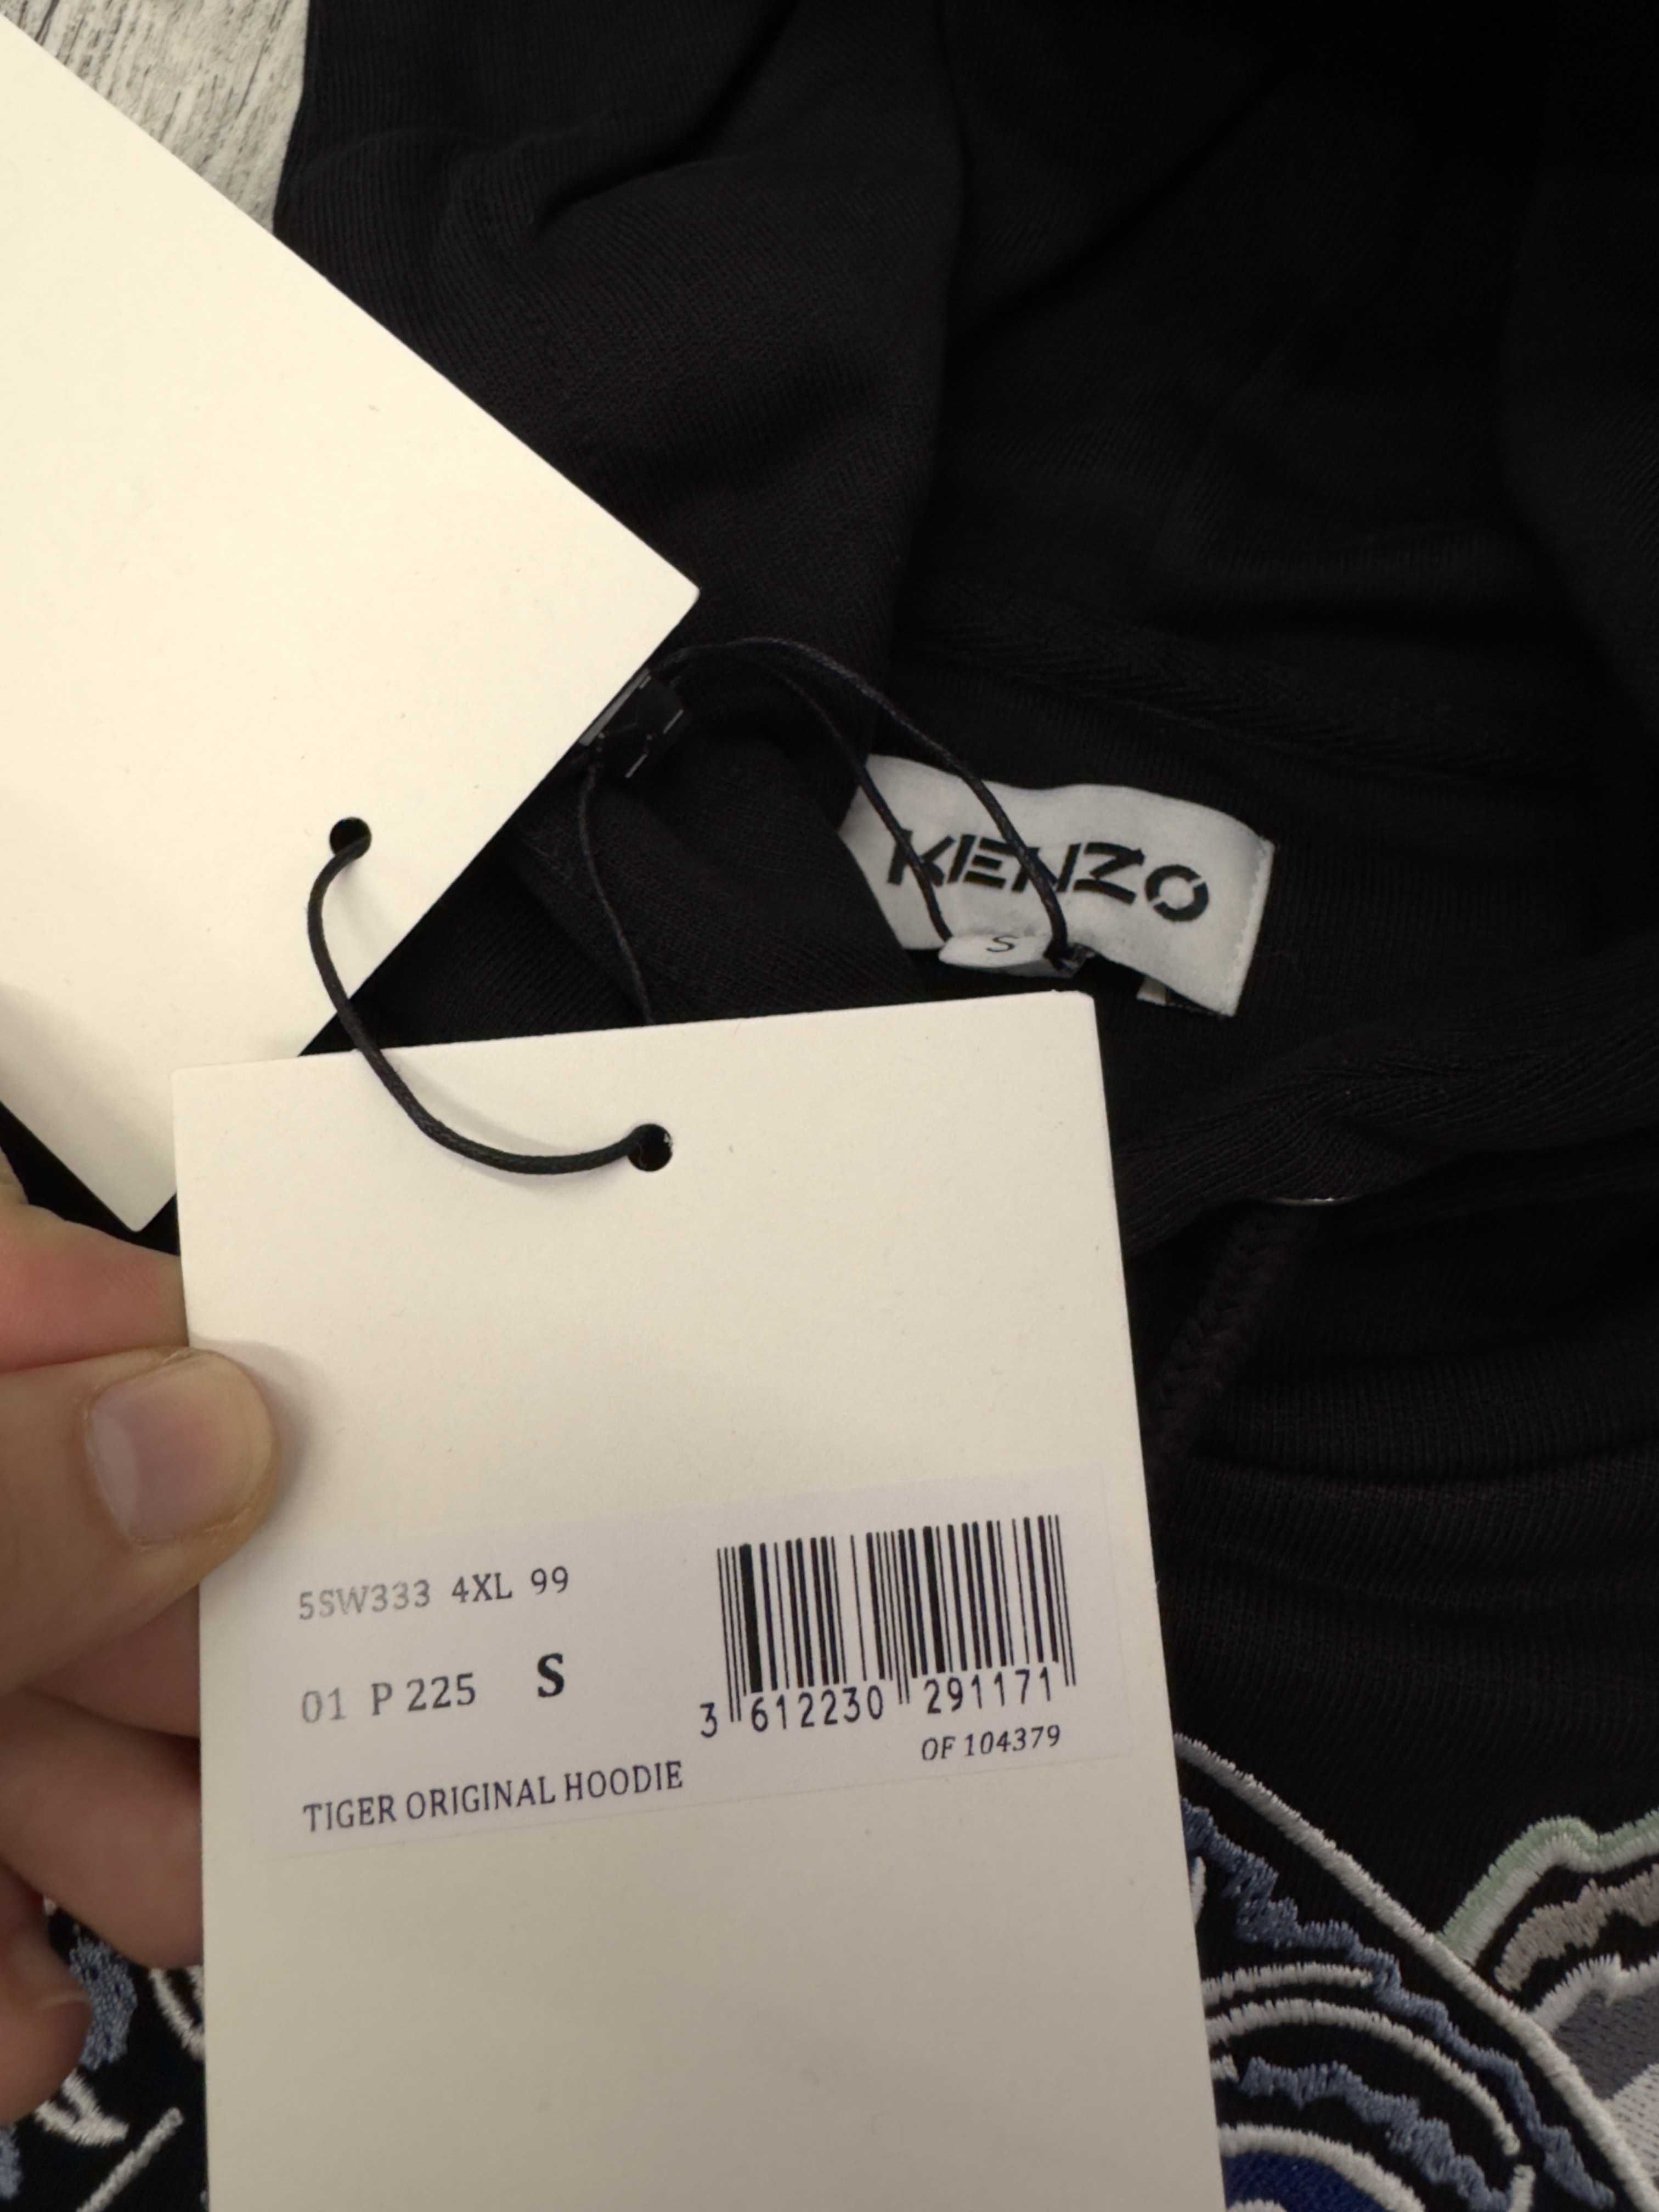 KENZO
S
5SW333 4XL 99
01 P 225 S
3 612230 291171
OF 104379
TIGER ORIGINAL HOODIE